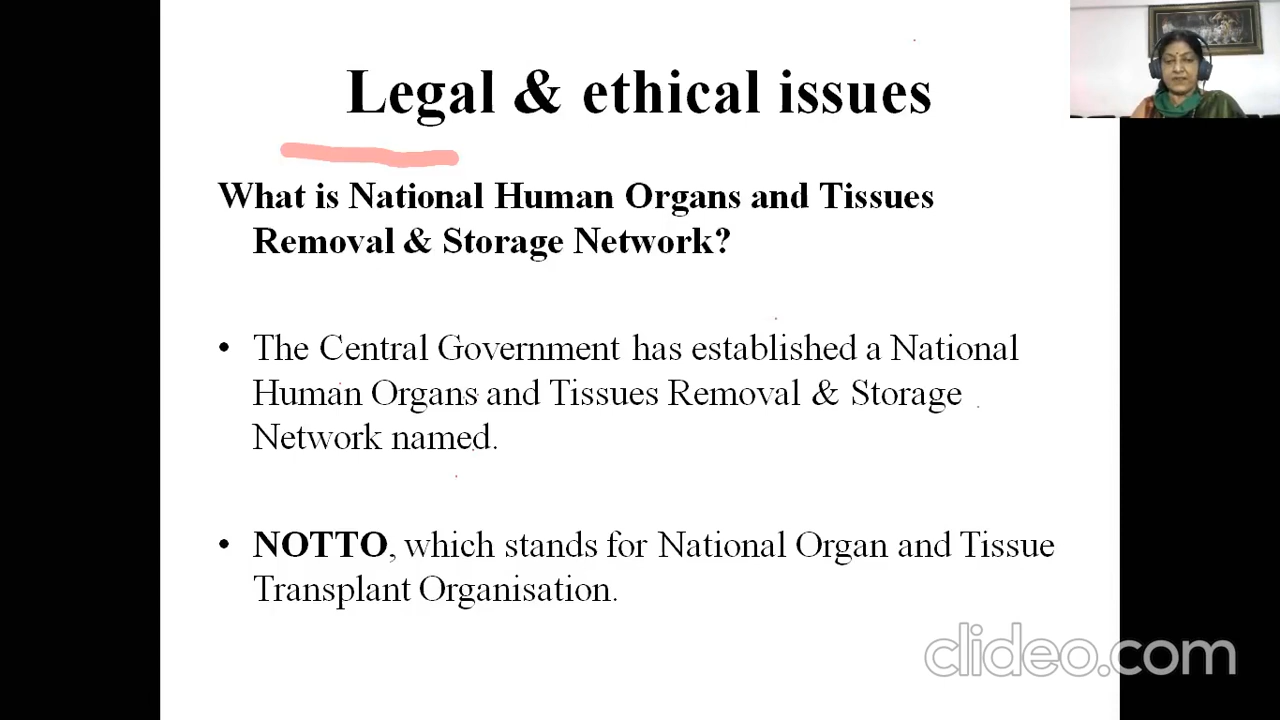 Legal & ethical issues
What is National Human Organs and Tissues
Removal & Storage Network?
• The Central Government has established a National
Human Organs and Tissues Removal & Storage
Network named.
• NOTTO, which stands for National Organ and Tissue
Transplant Organisation.
clideo.com